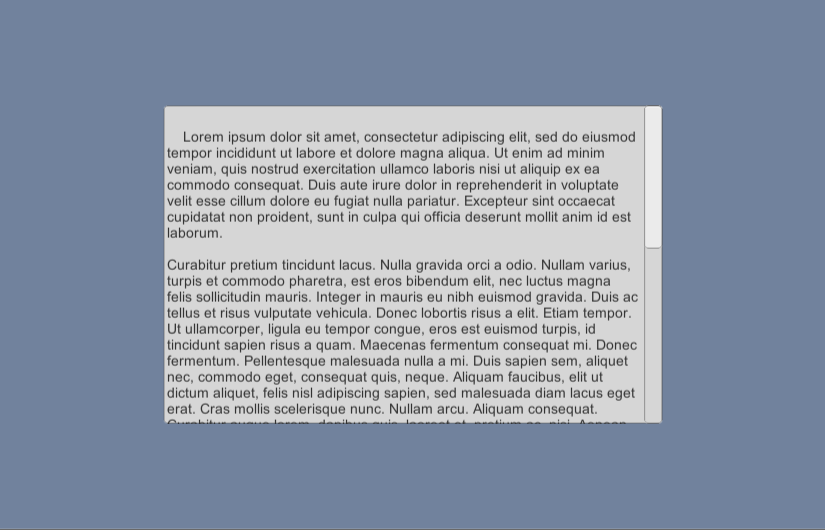 Lorem ipsum dolor sit amet, consectetur adipiscing elit, sed do eiusmod
tempor incididunt ut labore et dolore magna aliqua. Ut enim ad minim
veniam, quis nostrud exercitation ullamco laboris nisi ut aliquip ex ea
commodo consequat. Duis aute irure dolor in reprehenderit in voluptate
velit esse cillum dolore eu fugiat nulla pariatur. Excepteur sint occaecat
cupidatat non proident, sunt in culpa qui officia deserunt mollit anim id est
laborum.
Curabitur pretium tincidunt lacus. Nulla gravida orci a odio. Nullam varius,
turpis et commodo pharetra, est eros bibendum elit, nec luctus magna
felis sollicitudin mauris. Integer in mauris eu nibh euismod gravida. Duis ac
tellus et risus vulputate vehicula. Donec lobortis risus a elit. Etiam tempor.
Ut ullamcorper, ligula eu tempor congue, eros est euismod turpis, id
tincidunt sapien risus a quam. Maecenas fermentum consequat mi. Donec
fermentum. Pellentesque malesuada nulla a mi. Duis sapien sem, aliquet
nec, commodo eget, consequat quis, neque. Aliquam faucibus, elit ut
dictum aliquet, felis nisl adipiscing sapien, sed malesuada diam lacus eget
erat. Cras mollis scelerisque nunc. Nullam arcu. Aliquam consequat.